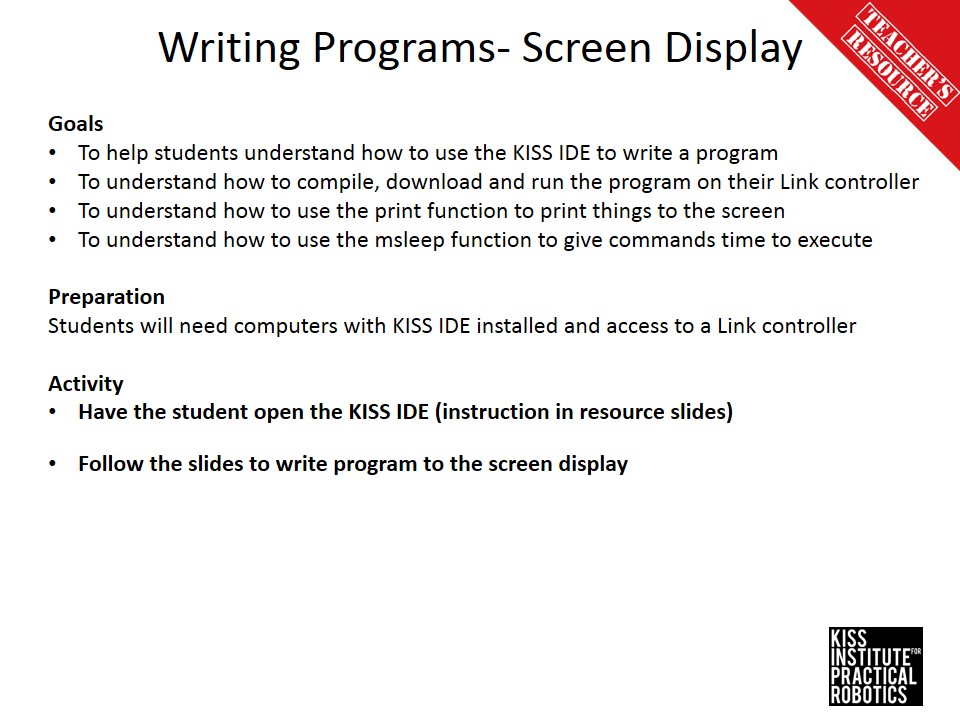 Writing Programs- Screen Display
TEACHER'S
RESOURCE
Goals
• To help students understand how to use the KISS IDE to write a program
• To understand how to compile, download and run the program on their Link controller
• To understand how to use the print function to print things to the screen
• To understand how to use the msleep function to give commands time to execute
Preparation
Students will need computers with KISS IDE installed and access to a Link controller
Activity
• Have the student open the KISS IDE (instruction in resource slides)
• Follow the slides to write program to the screen display
KISS
INSTITUTE FOR
PRACTICAL
ROBOTICS